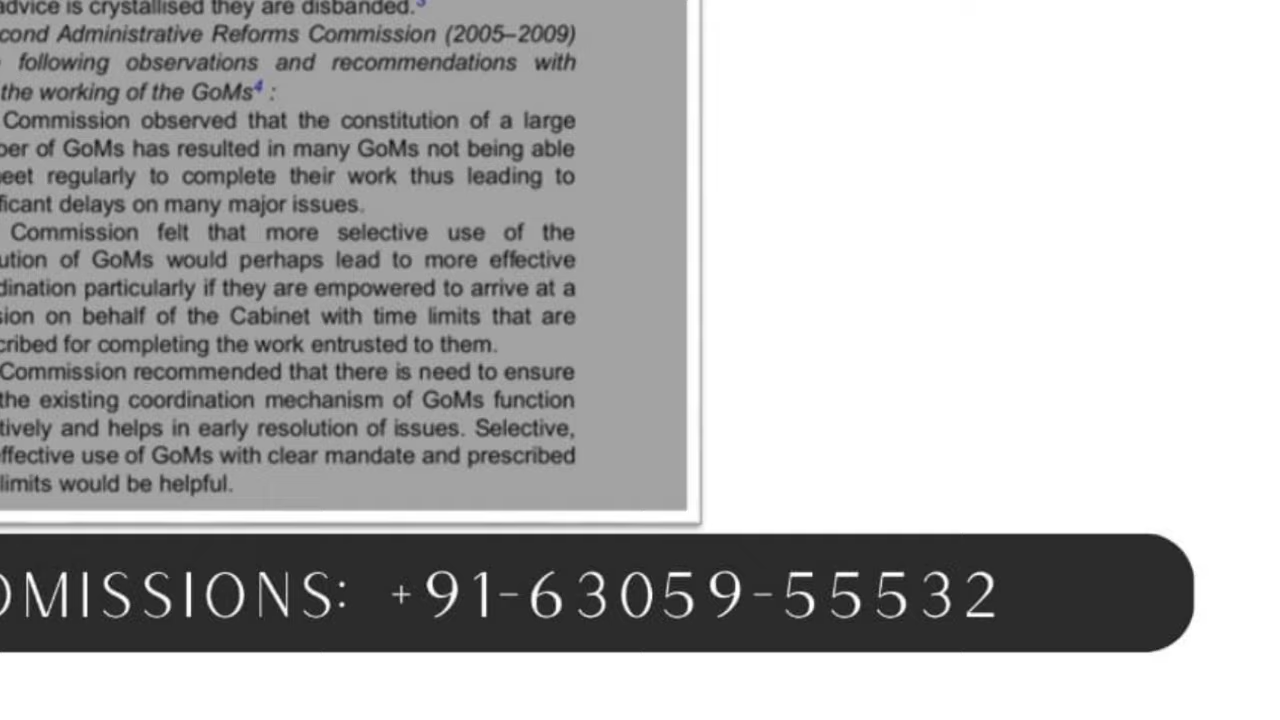 advice is crystallised they are disbanded.3
cond Administrative Reforms Commission (2005–2009)
following observations and recommendations with
the working of the GoMs4 :
Commission observed that the constitution of a large
ber of GoMs has resulted in many GoMs not being able
eet regularly to complete their work thus leading to
ficant delays on many major issues.
Commission felt that more selective use of the
ution of GoMs would perhaps lead to more effective
dination particularly if they are empowered to arrive at a
sion on behalf of the Cabinet with time limits that are
cribed for completing the work entrusted to them.
Commission recommended that there is need to ensure
the existing coordination mechanism of GoMs function
tively and helps in early resolution of issues. Selective,
ffective use of GoMs with clear mandate and prescribed
limits would be helpful.
DMISSIONS: +91-63059-55532